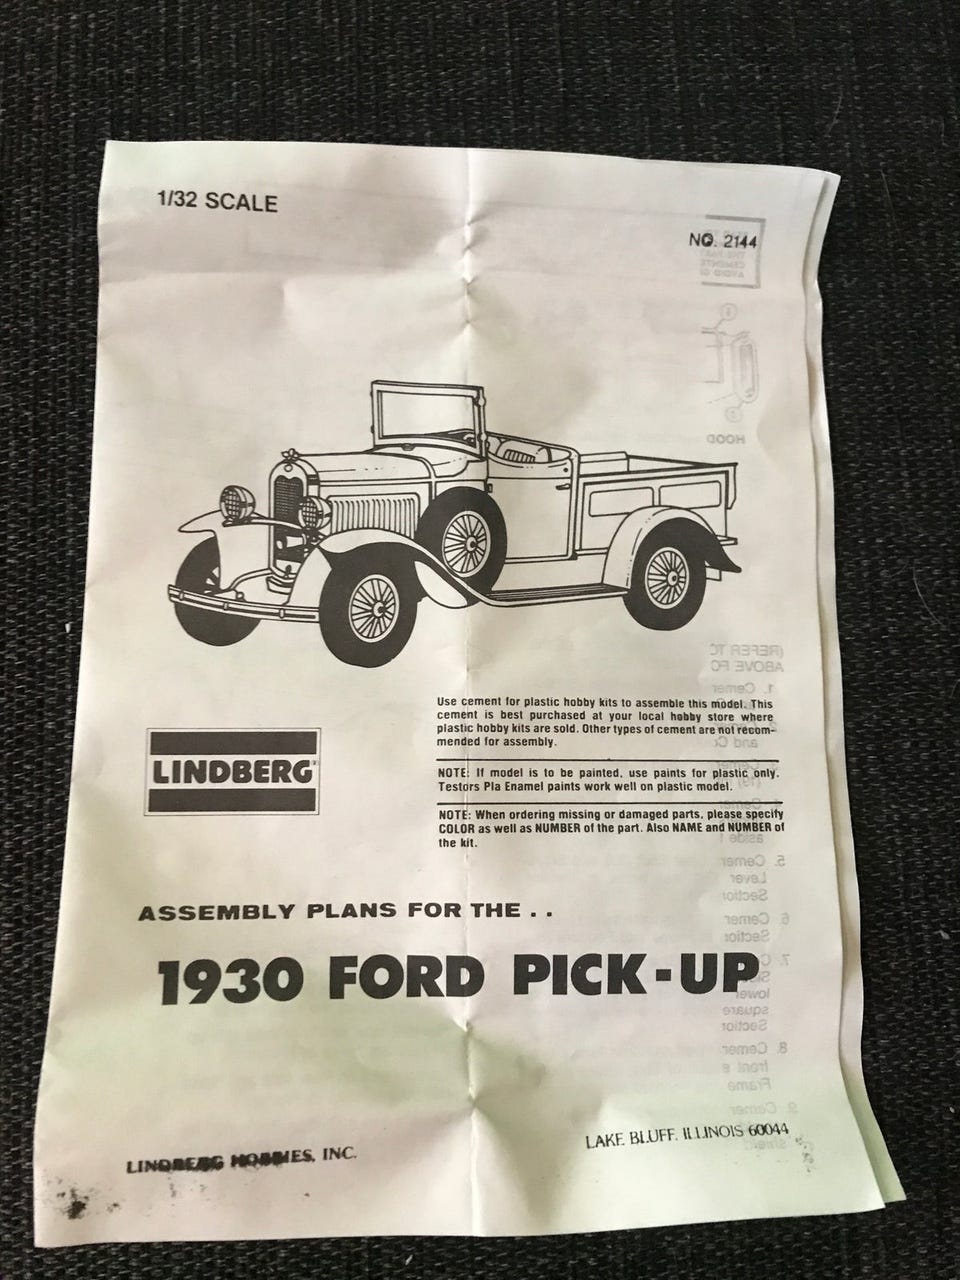 1/32 SCALE
NO. 2144
HOOD
Use cement for plastic hobby kits to assemble this model. This
cement is best purchased at your local hobby store where
plastic hobby kits are sold. Other types of cement are not recom-
mended for assembly.
LINDBERG®
NOTE: If model is to be painted, use paints for plastic only.
Testors Pla Enamel paints work well on plastic model.
NOTE: When ordering missing or damaged parts, please specify
COLOR as well as NUMBER of the part. Also NAME and NUMBER of
the kit.
ASSEMBLY PLANS FOR THE . .
1930 FORD PICK-UP
LINDBERG HOBBIES, INC.
LAKE BLUFF, ILLINOIS 60044